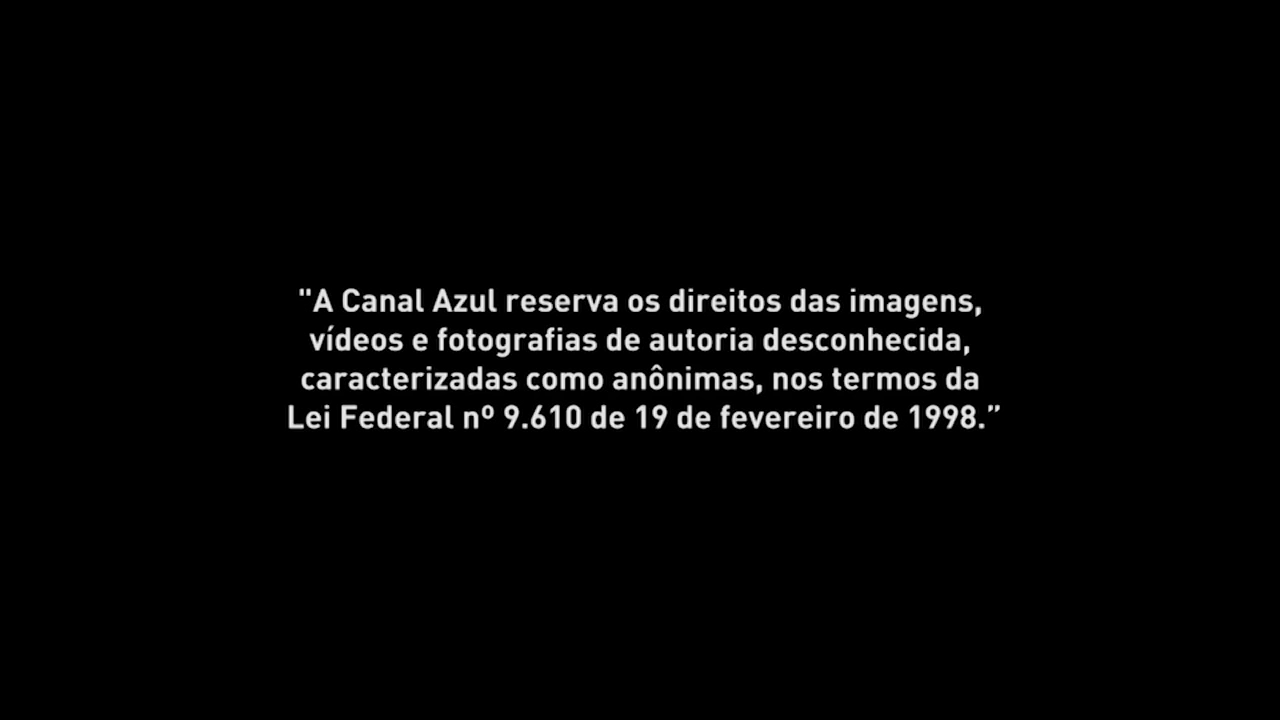 "A Canal Azul reserva os direitos das imagens,
vídeos e fotografias de autoria desconhecida,
caracterizadas como anônimas, nos termos da
Lei Federal nº 9.610 de 19 de fevereiro de 1998.”